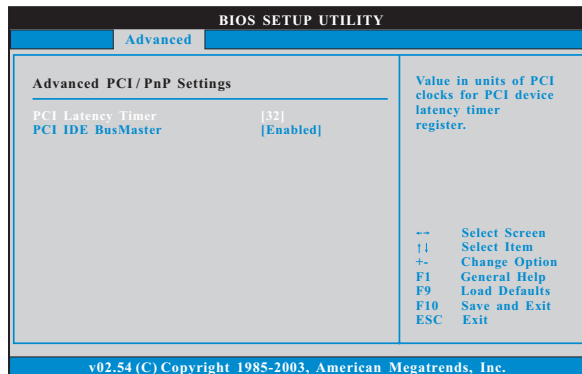 BIOS SETUP UTILITY
Advanced
Advanced PCI / PnP Settings
PCI Latency Timer [32]
PCI IDE BusMaster [Enabled]
Value in units of PCI
clocks for PCI device
latency timer
register.
←→ Select Screen
↑↓ Select Item
+- Change Option
F1 General Help
F9 Load Defaults
F10 Save and Exit
ESC Exit
v02.54 (C) Copyright 1985-2003, American Megatrends, Inc.